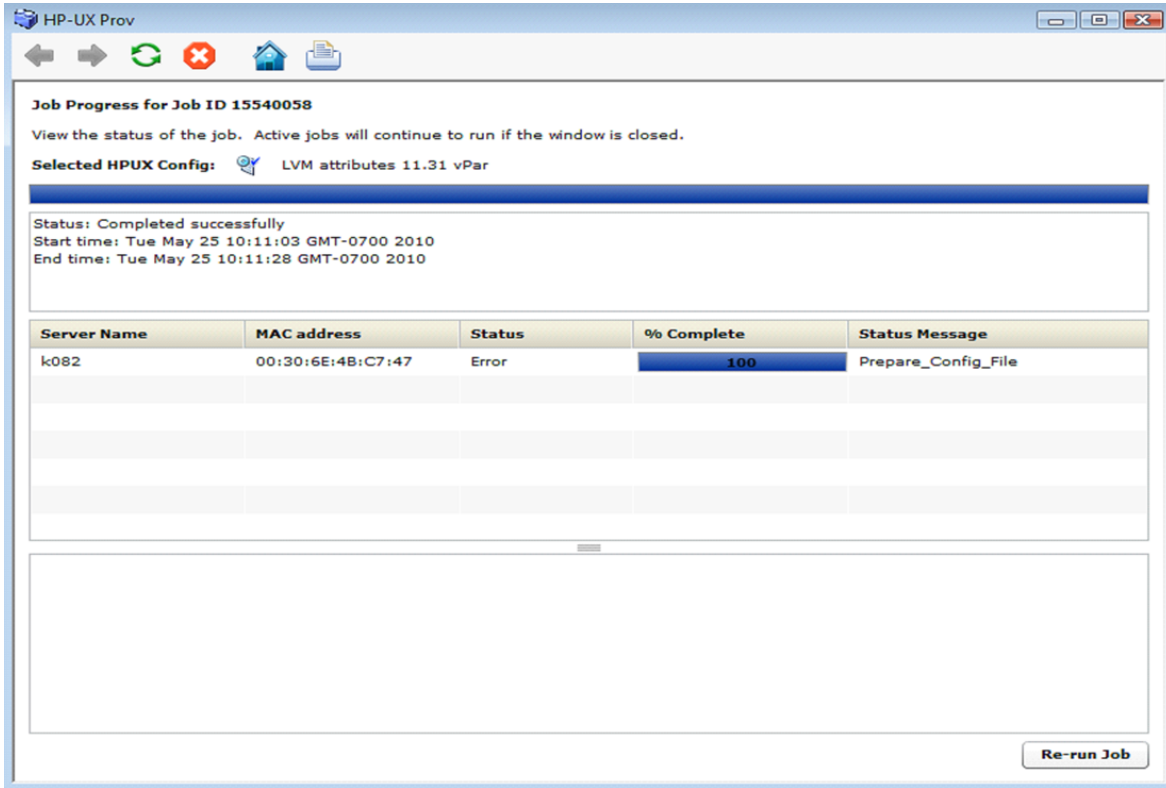 HP-UX Prov
Job Progress for Job ID 15540058
View the status of the job. Active jobs will continue to run if the window is closed.
Selected HPUX Config: LVM attributes 11.31 vPar
Status: Completed successfully
Start time: Tue May 25 10:11:03 GMT-0700 2010
End time: Tue May 25 10:11:28 GMT-0700 2010
Server Name MAC address Status % Complete Status Message
k082 00:30:6E:4B:C7:47 Error 100 Prepare_Config_File
Re-run Job